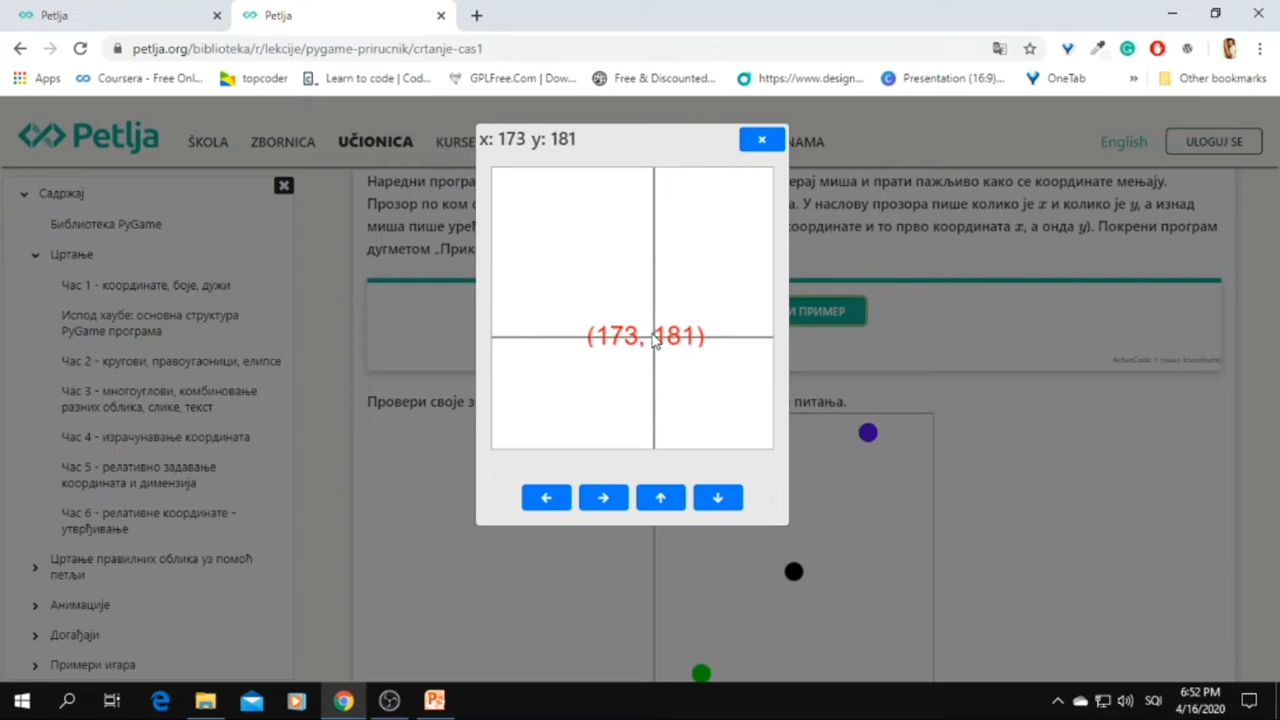 Petlja
Petlja
petlja.org/biblioteka/r/lekcije/pygame-prirucnik/crtanje-cas1
Apps
Coursera - Free Onl...
topcoder
Learn to code | Cod...
GPLFree.Com | Dow...
Free & Discounted...
https://www.design...
Presentation (16:9)...
OneTab
»
Other bookmarks
Petlja
ŠKOLA
ZBORNICA
UČIONICA
KURSE
NAMA
English
ULOGUJ SE
x: 173 y: 181
(173, 181)
Садржај
Библиотека PyGame
Цртање
Час 1 - координате, боје, дужи
Испод хаубе: основна структура
PyGame програма
Час 2 - кругови, правоугаоници, елипсе
Час 3 - многоуглови, комбиновање
разних облика, слике, текст
Час 4 - израчунавање координата
Час 5 - релативно задавање
координата и димензија
Час 6 - релативне координате -
утврђивање
Цртање правилних облика уз помоћ
петљи
Анимације
Догађаји
Примери игара
Наредни програ ерај миша и прати пажљиво како се координате мењају.
Прозор по ком с а. У наслову прозора пише колико је x и колико је y, а изнад
миша пише уређ координате и то прво координата x, а онда y). Покрени програм
дугметом „Прик
И ПРИМЕР
ActiveCode: 1 (пишс koordinate)
Провери своје з питања.
SQI
6:52 PM
4/16/2020